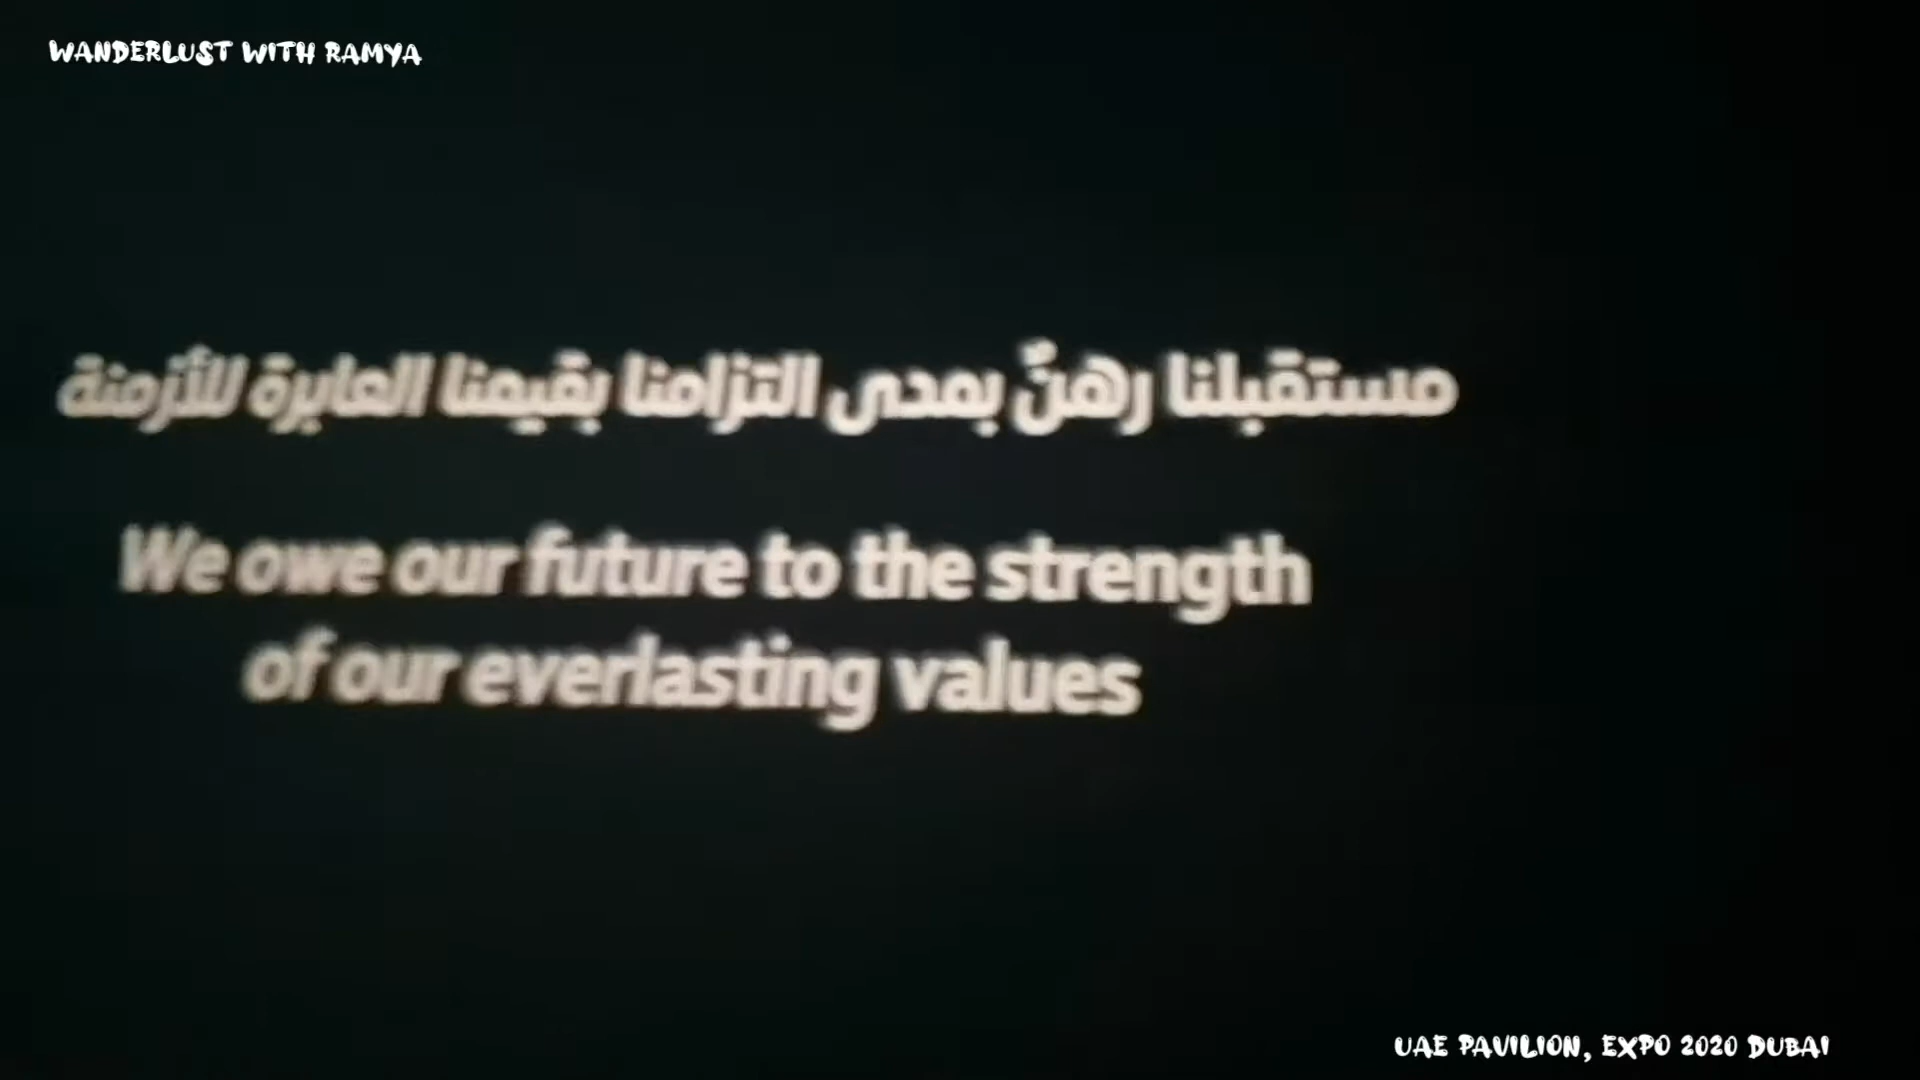 WANDERLUST WITH RAMYA
مستقبلنا رهنٌ بمدى التزامنا بقيمنا العابرة للأزمنة
We owe our future to the strength
of our everlasting values
UAE PAVILION, EXPO 2020 DUBAI